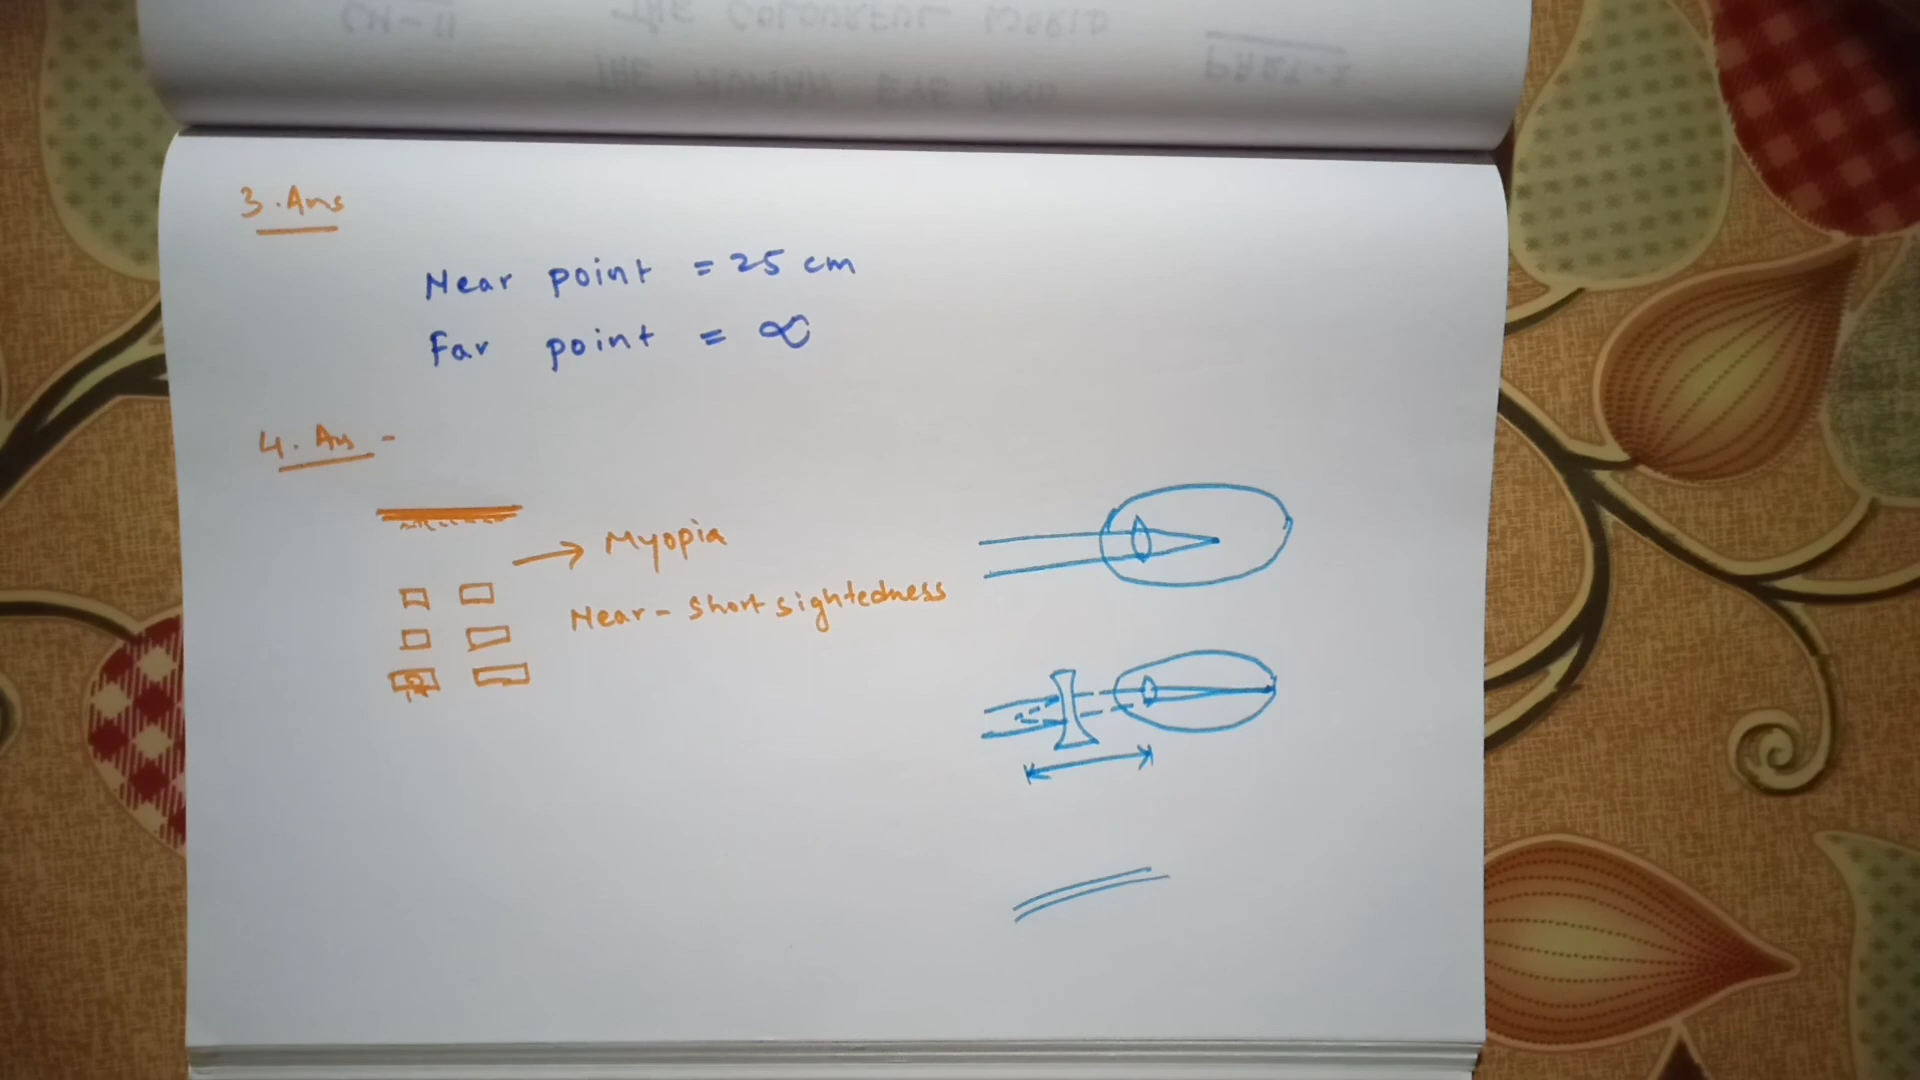 3. Ans
Near point = 25 cm
Far point = ∞
4. Ans -
Myopia
Near - Short sightedness